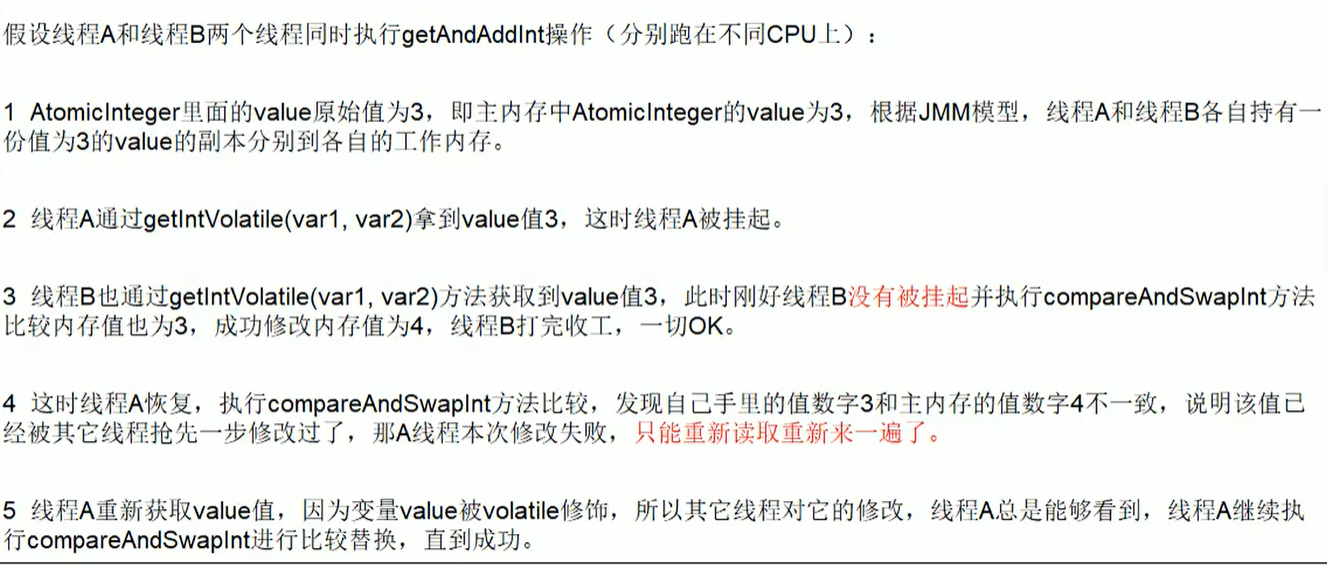 假设线程A和线程B两个线程同时执行getAndAddInt操作（分别跑在不同CPU上）：
1 AtomicInteger里面的value原始值为3，即主内存中AtomicInteger的value为3，根据JMM模型，线程A和线程B各自持有一
份值为3的value的副本分别到各自的工作内存。
2 线程A通过getIntVolatile(var1, var2)拿到value值3，这时线程A被挂起。
3 线程B也通过getIntVolatile(var1, var2)方法获取到value值3，此时刚好线程B没有被挂起并执行compareAndSwapInt方法
比较内存值也为3，成功修改内存值为4，线程B打完收工，一切OK。
4 这时线程A恢复，执行compareAndSwapInt方法比较，发现自己手里的值数字3和主内存的值数字4不一致，说明该值已
经被其它线程抢先一步修改过了，那A线程本次修改失败，只能重新读取重新来一遍了。
5 线程A重新获取value值，因为变量value被volatile修饰，所以其它线程对它的修改，线程A总是能够看到，线程A继续执
行compareAndSwapInt进行比较替换，直到成功。